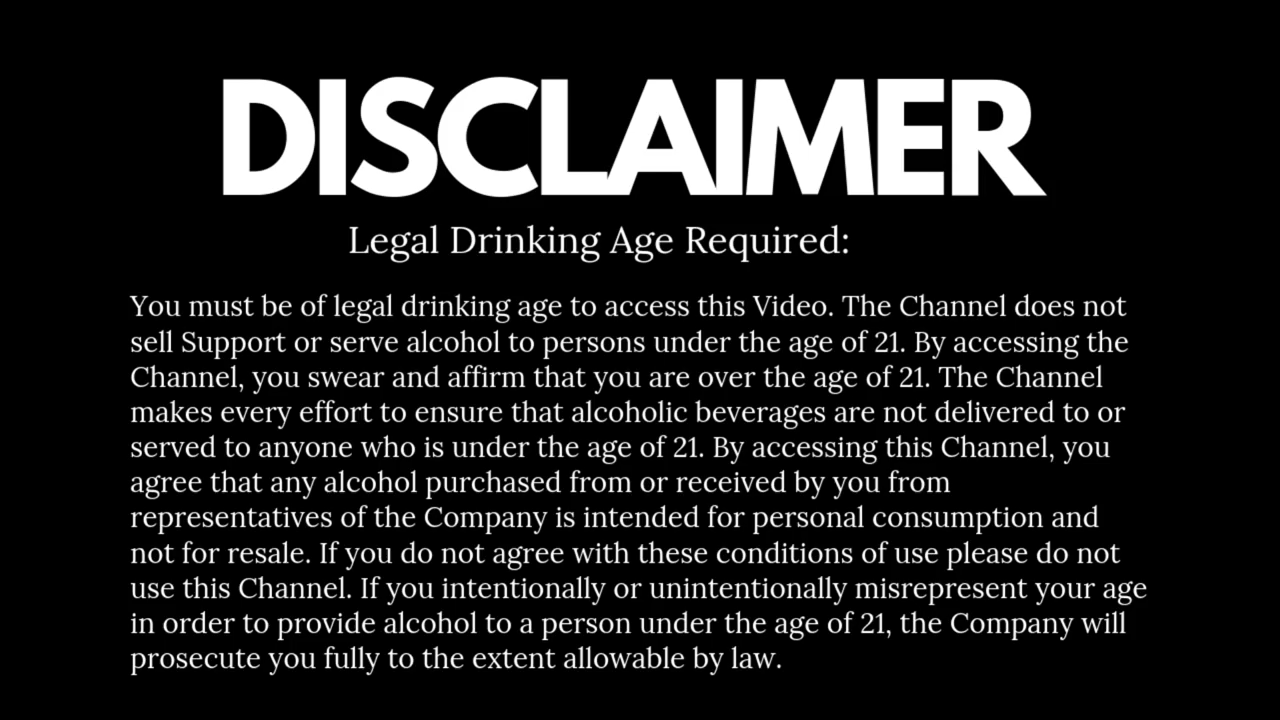 DISCLAIMER
Legal Drinking Age Required:
You must be of legal drinking age to access this Video. The Channel does not
sell Support or serve alcohol to persons under the age of 21. By accessing the
Channel, you swear and affirm that you are over the age of 21. The Channel
makes every effort to ensure that alcoholic beverages are not delivered to or
served to anyone who is under the age of 21. By accessing this Channel, you
agree that any alcohol purchased from or received by you from
representatives of the Company is intended for personal consumption and
not for resale. If you do not agree with these conditions of use please do not
use this Channel. If you intentionally or unintentionally misrepresent your age
in order to provide alcohol to a person under the age of 21, the Company will
prosecute you fully to the extent allowable by law.